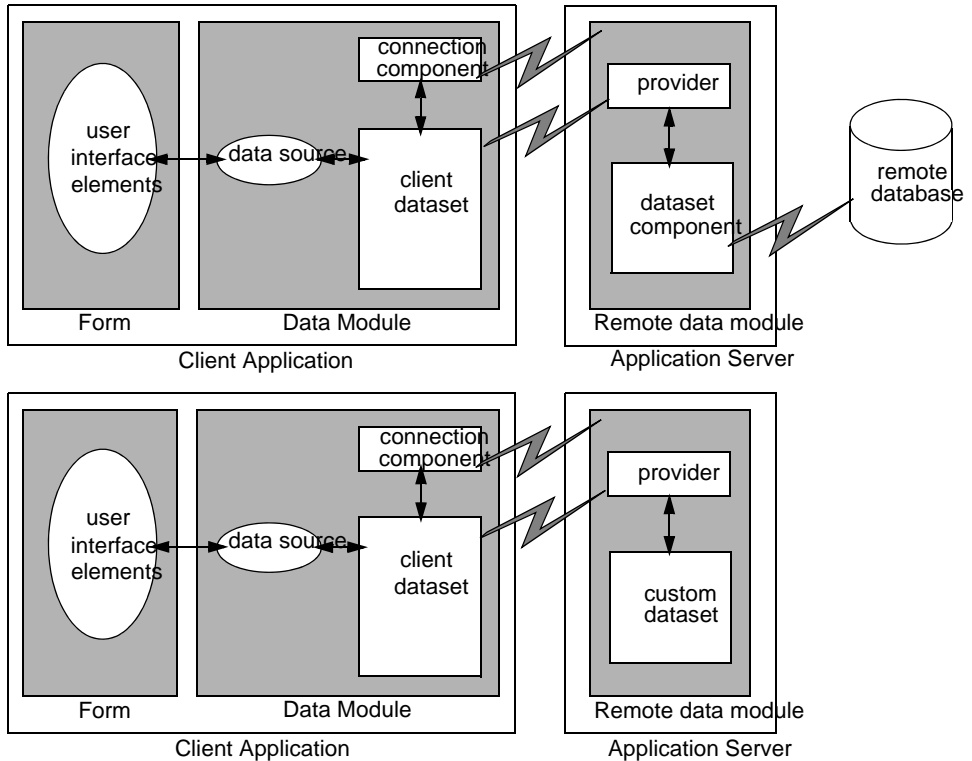 connection
component
provider
user
interface
elements
data source
client
dataset
dataset
component
remote
database
Form
Data Module
Remote data module
Client Application
Application Server
connection
component
provider
user
interface
elements
data source
client
dataset
custom
dataset
Form
Data Module
Remote data module
Client Application
Application Server